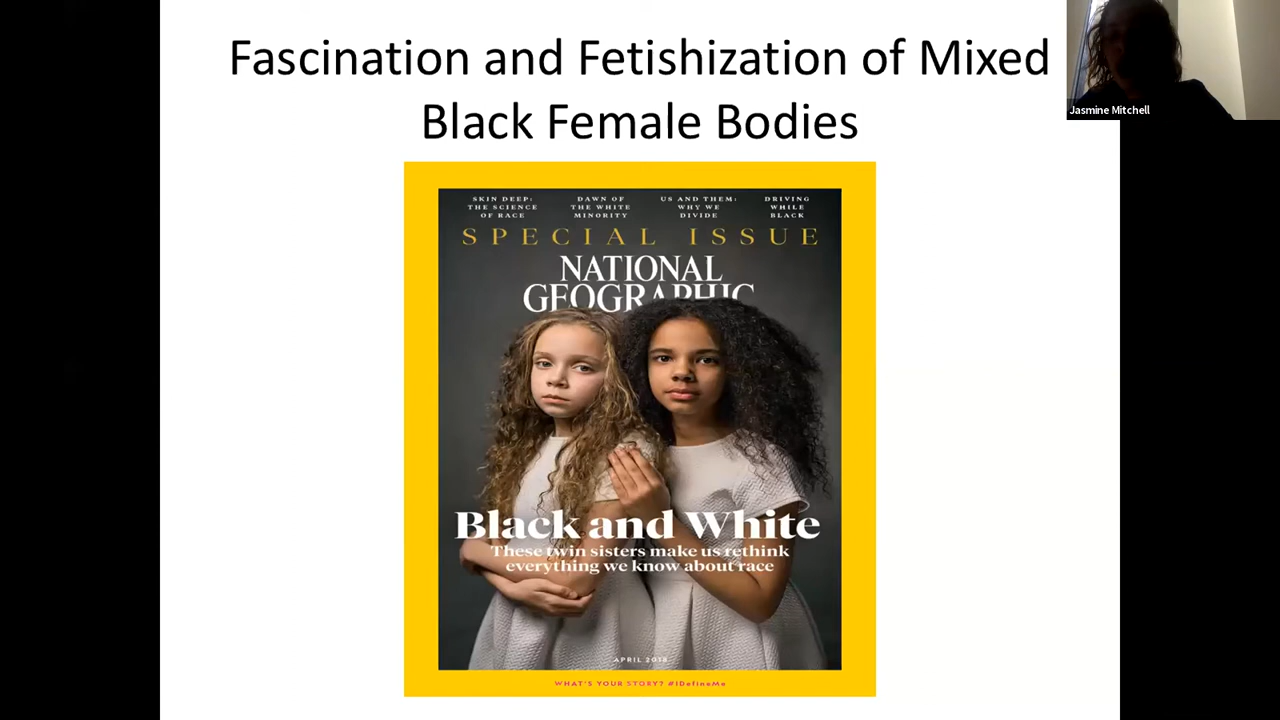 Fascination and Fetishization of Mixed
Black Female Bodies
Jasmine Mitchell
SKIN DEEP:
THE SCIENCE
OF RACE
DAWN OF
THE WHITE
MINORITY
US AND THEM:
WHY WE
DIVIDE
DRIVING
WHILE
BLACK
SPECIAL ISSUE
NATIONAL
GEOGRAPHIC
Black and White
These twin sisters make us rethink
everything we know about race
APRIL 2018
WHAT'S YOUR STORY? #IDefineMe